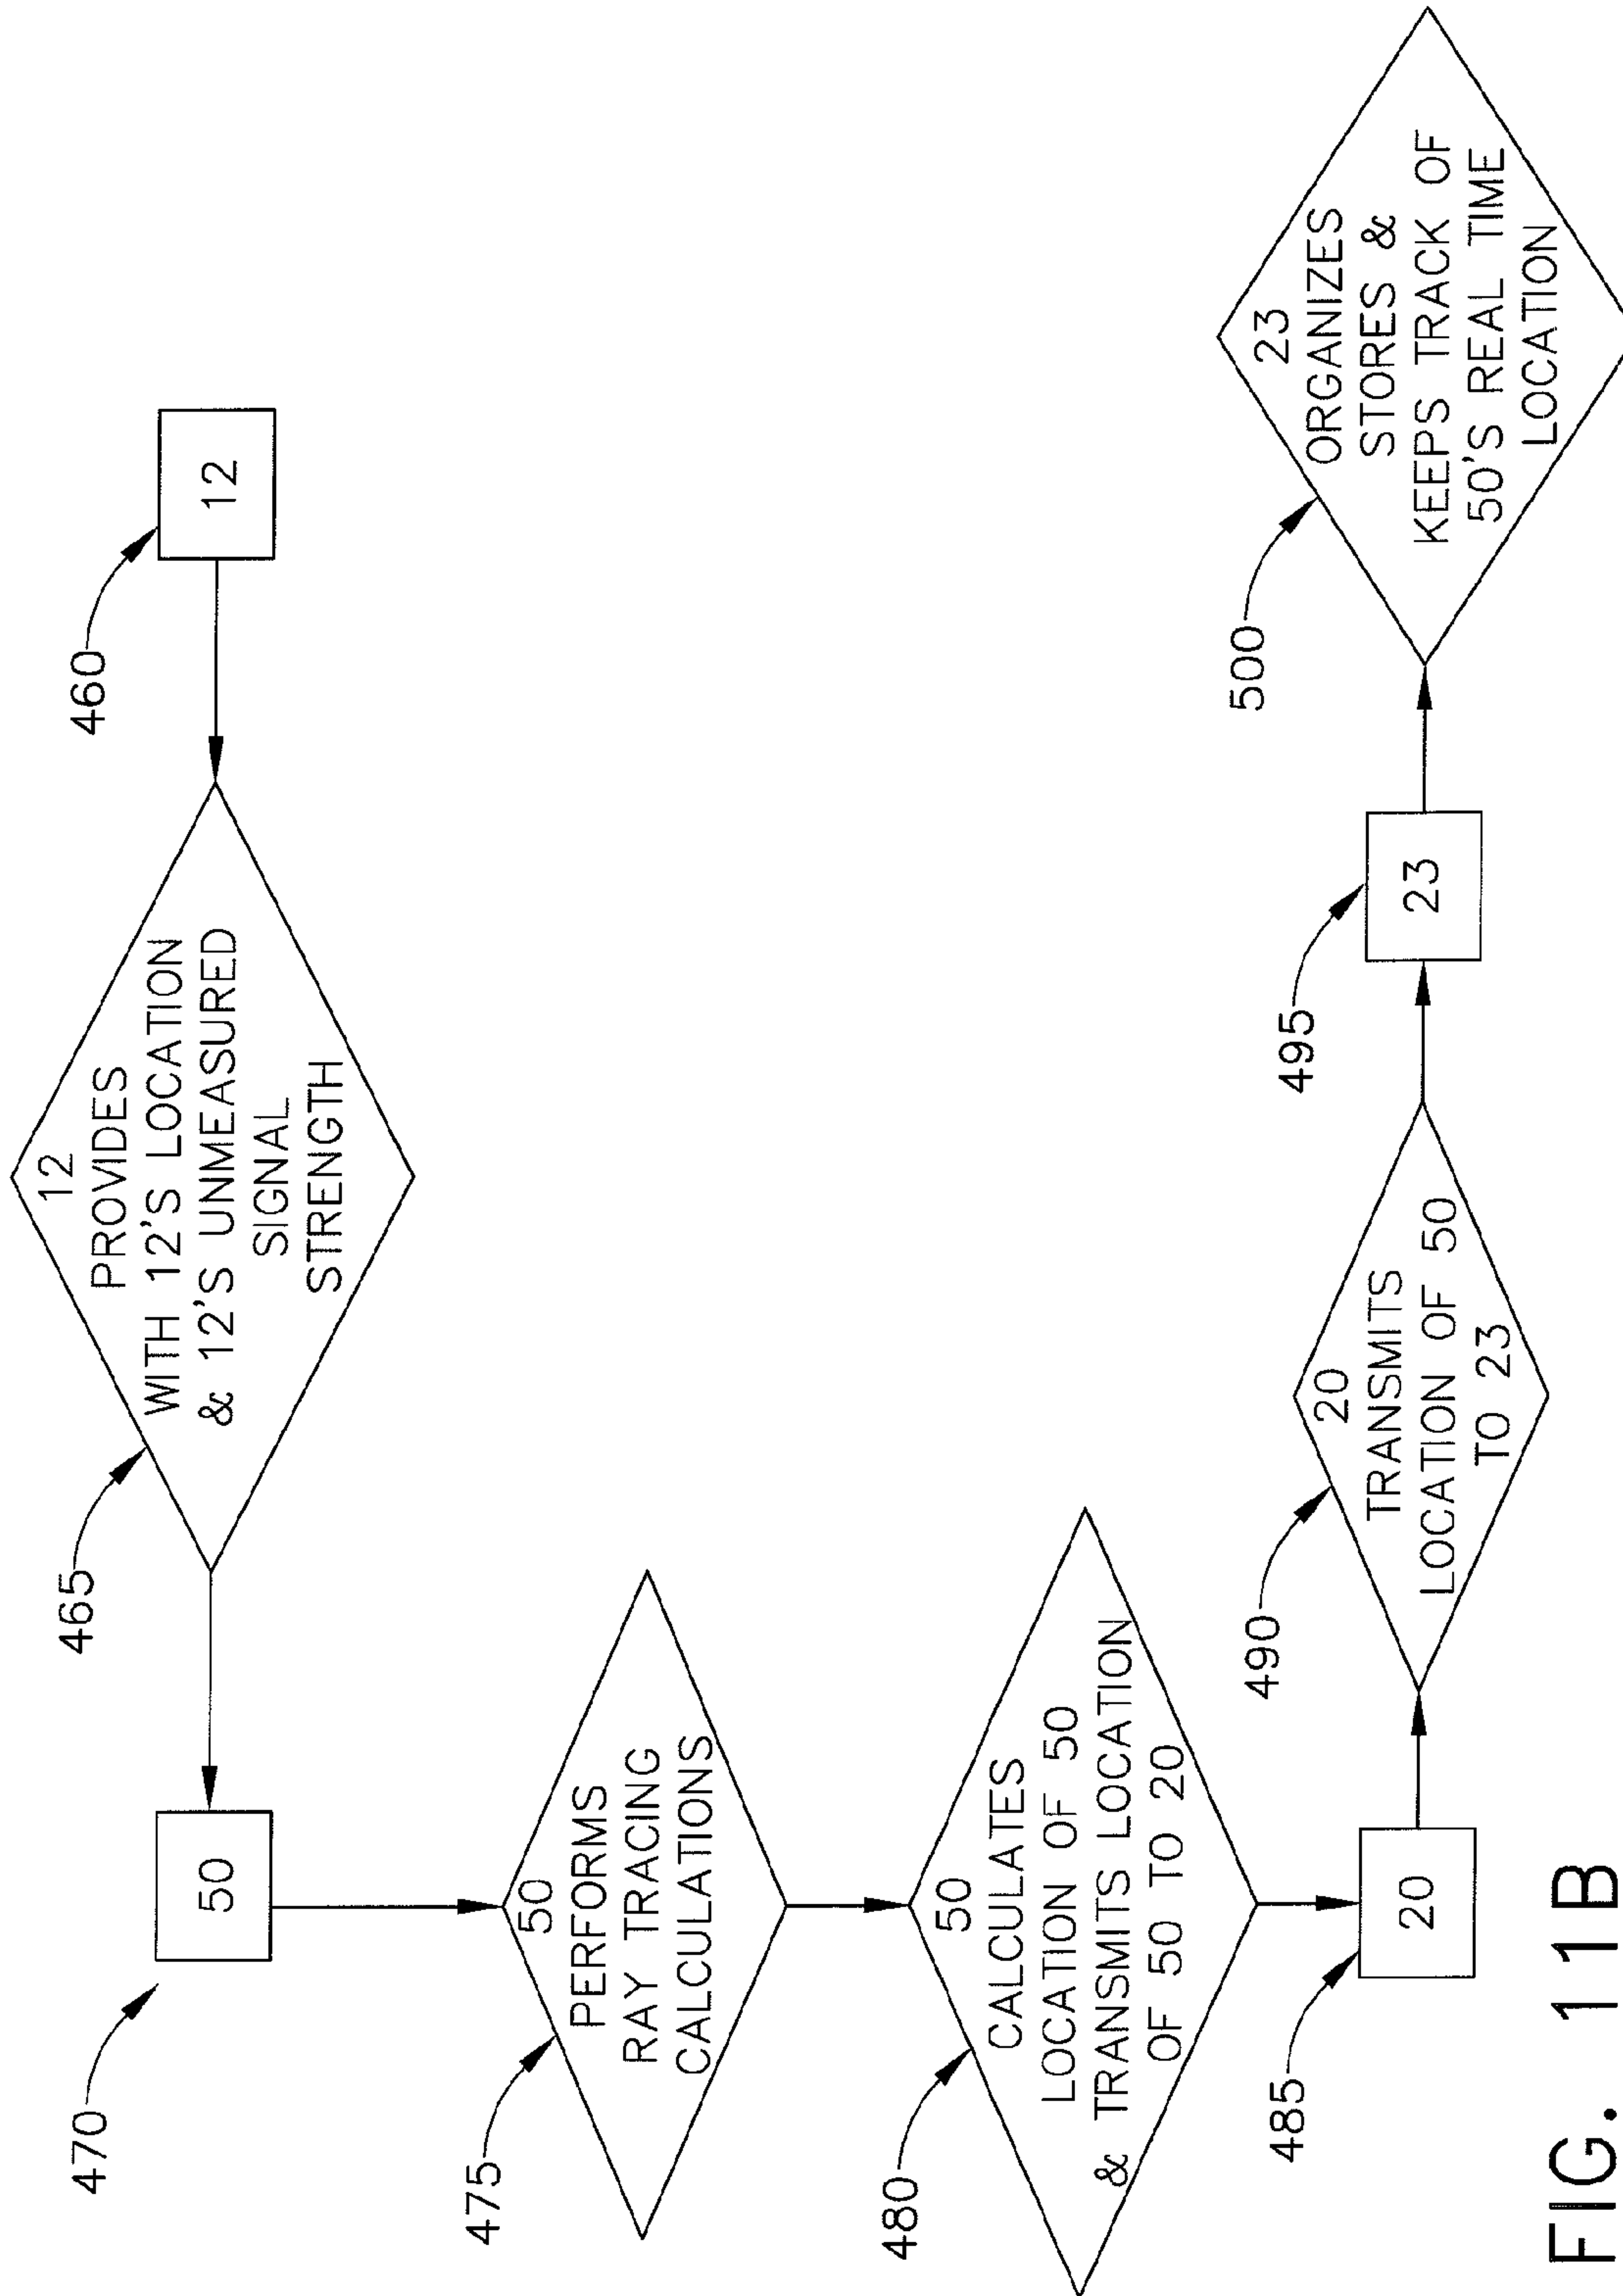 460
12
465
12
PROVIDES
WITH 12'S LOCATION
& 12'S UNMEASURED
SIGNAL
STRENGTH
470
50
475
50
PERFORMS
RAY TRACING
CALCULATIONS
480
50
CALCULATES
LOCATION OF 50
& TRANSMITS LOCATION
OF 50 TO 20
485
20
490
20
TRANSMITS
LOCATION OF 50
TO 23
495
23
500
23
ORGANIZES
STORES &
KEEPS TRACK OF
50'S REAL TIME
LOCATION
FIG. 11B